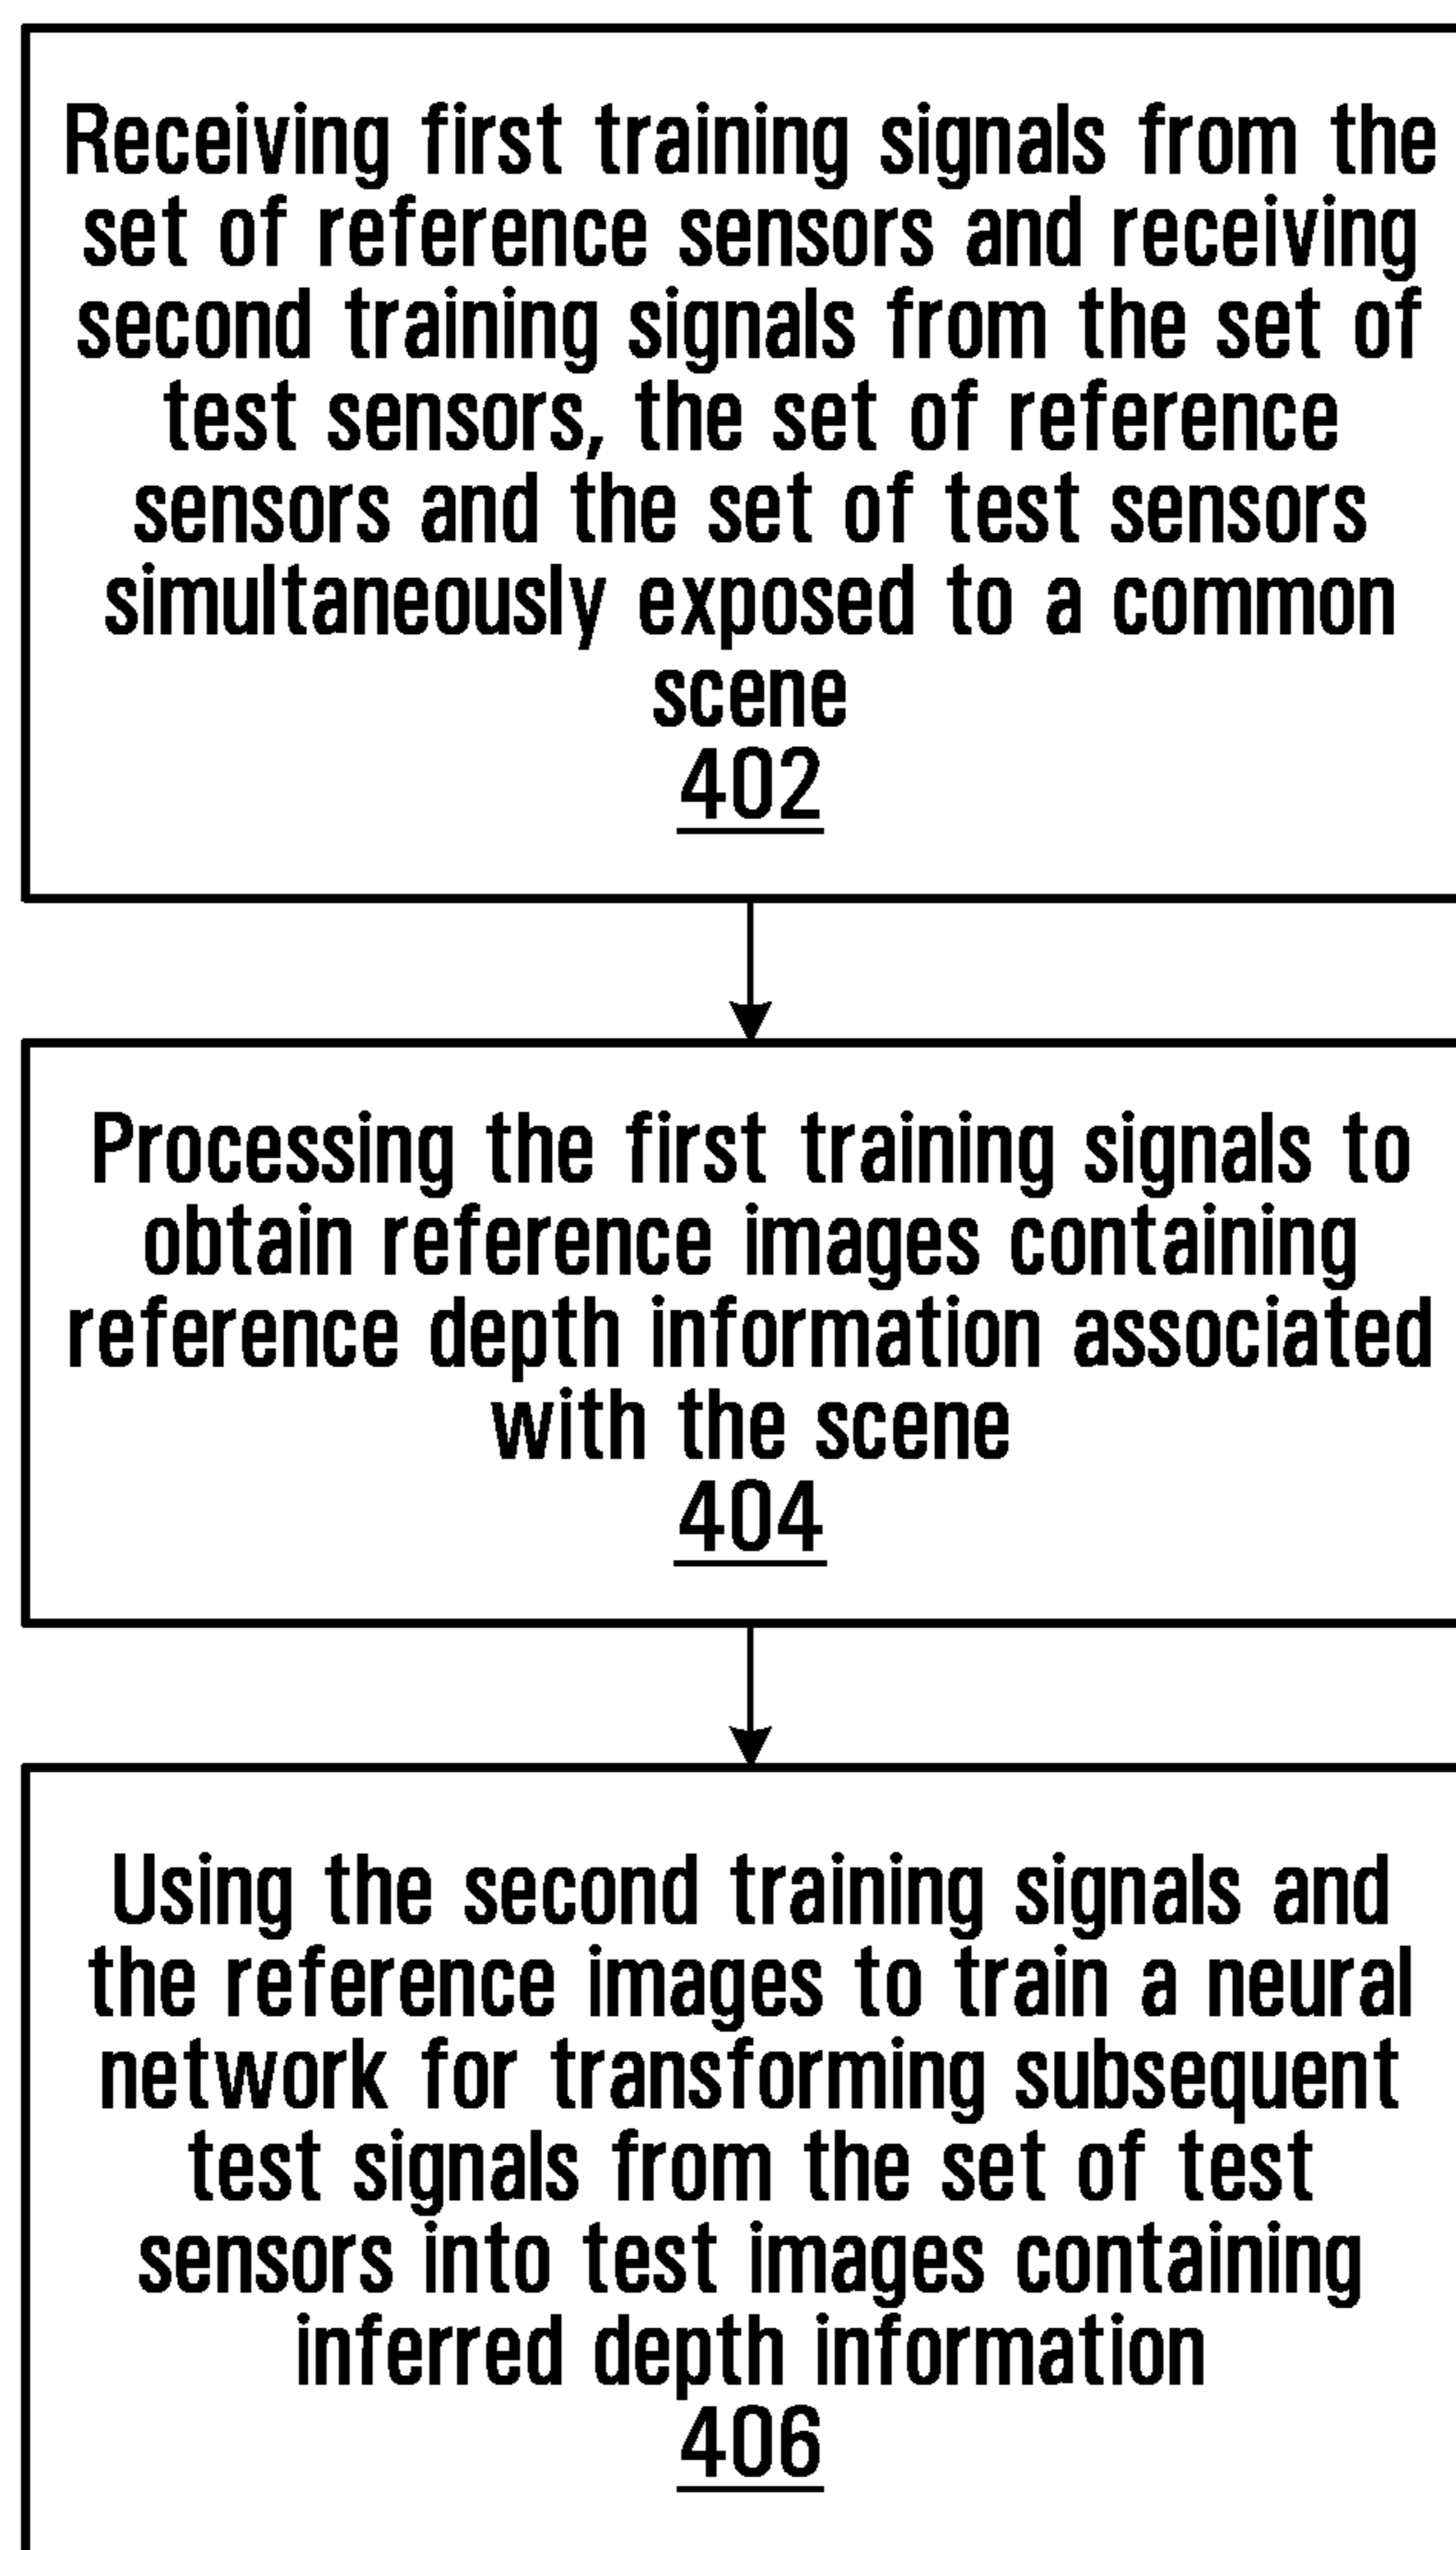 Receiving first training signals from the
set of reference sensors and receiving
second training signals from the set of
test sensors, the set of reference
sensors and the set of test sensors
simultaneously exposed to a common
scene
402
Processing the first training signals to
obtain reference images containing
reference depth information associated
with the scene
404
Using the second training signals and
the reference images to train a neural
network for transforming subsequent
test signals from the set of test
sensors into test images containing
inferred depth information
406